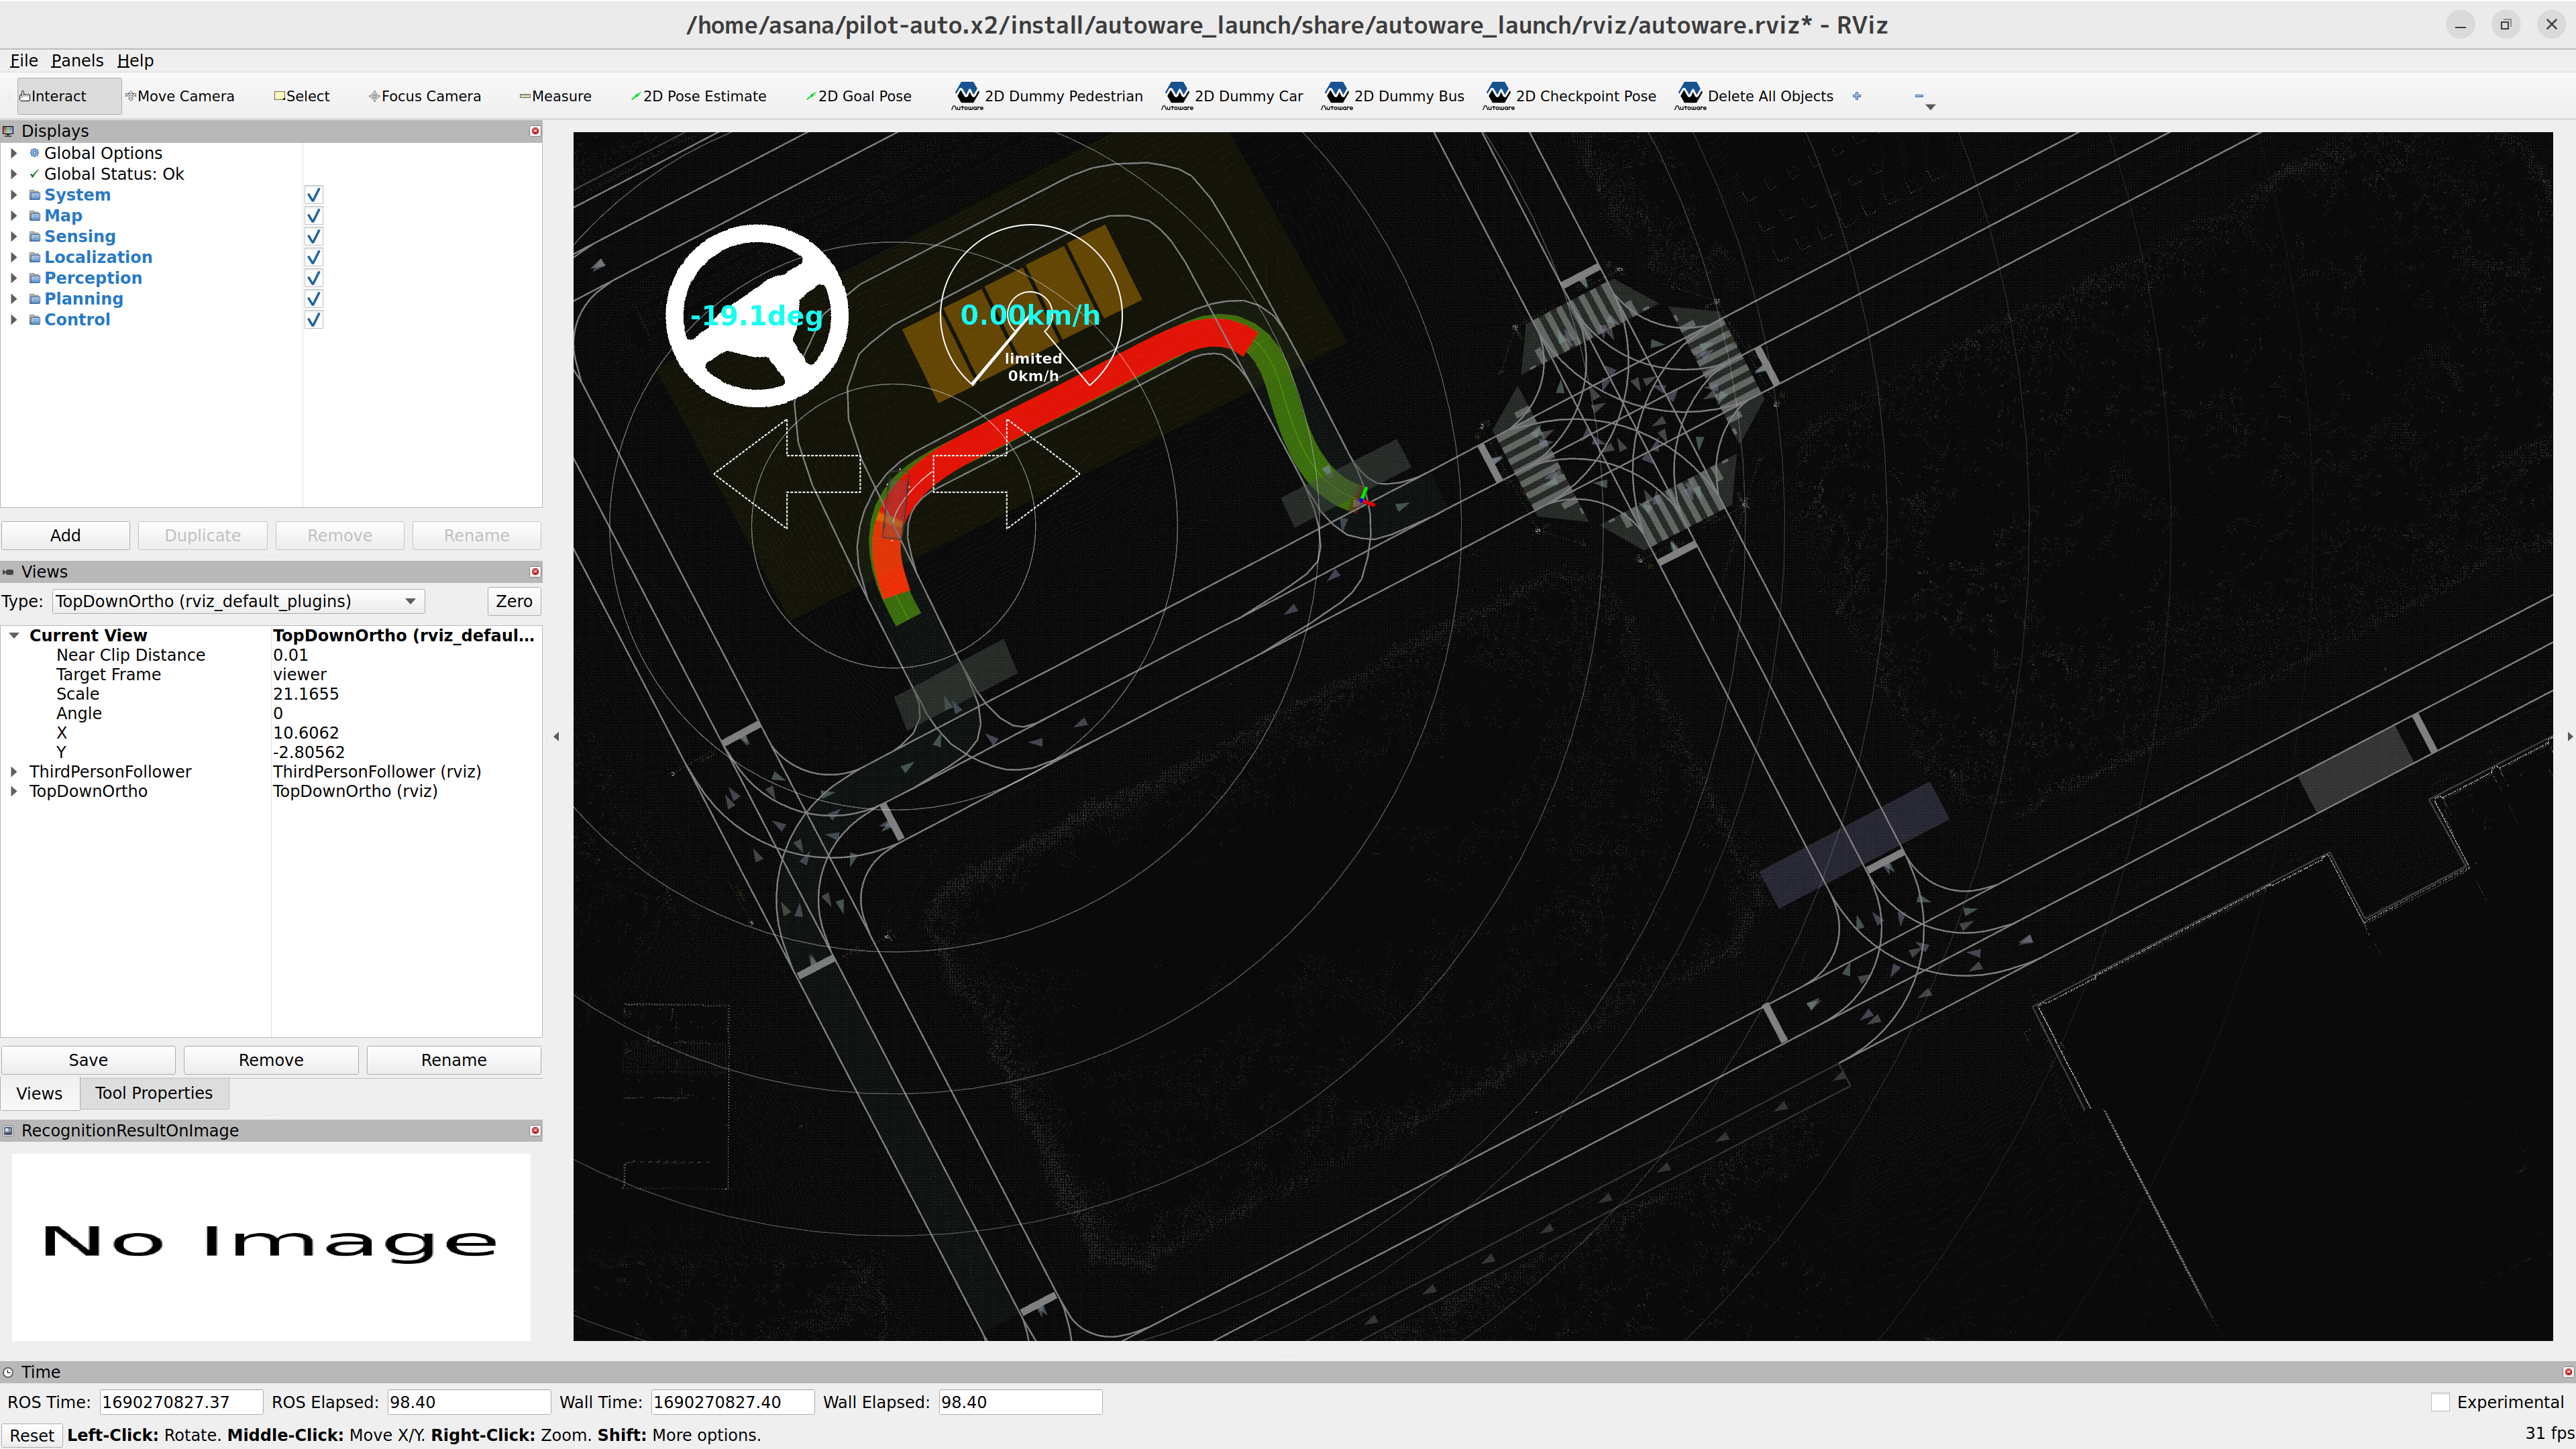 /home/asana/pilot-auto.x2/install/autoware_launch/share/autoware_launch/rviz/autoware.rviz* - RViz
File Panels Help
Interact Move Camera Select Focus Camera Measure 2D Pose Estimate 2D Goal Pose 2D Dummy Pedestrian 2D Dummy Car 2D Dummy Bus 2D Checkpoint Pose Delete All Objects
Autoware Autoware Autoware Autoware Autoware
Displays
Global Options
Global Status: Ok
System
Map
Sensing
Localization
Perception
Planning
Control
Add Duplicate Remove Rename
Views
Type: TopDownOrtho (rviz_default_plugins) Zero
Current View TopDownOrtho (rviz_defaul...
Near Clip Distance 0.01
Target Frame viewer
Scale 21.1655
Angle 0
X 10.6062
Y -2.80562
ThirdPersonFollower ThirdPersonFollower (rviz)
TopDownOrtho TopDownOrtho (rviz)
Save Remove Rename
Views Tool Properties
RecognitionResultOnImage
No Image
-19.1deg
0.00km/h
limited
0km/h
Time
ROS Time: 1690270827.37 ROS Elapsed: 98.40 Wall Time: 1690270827.40 Wall Elapsed: 98.40 Experimental
Reset Left-Click: Rotate. Middle-Click: Move X/Y. Right-Click: Zoom. Shift: More options. 31 fps